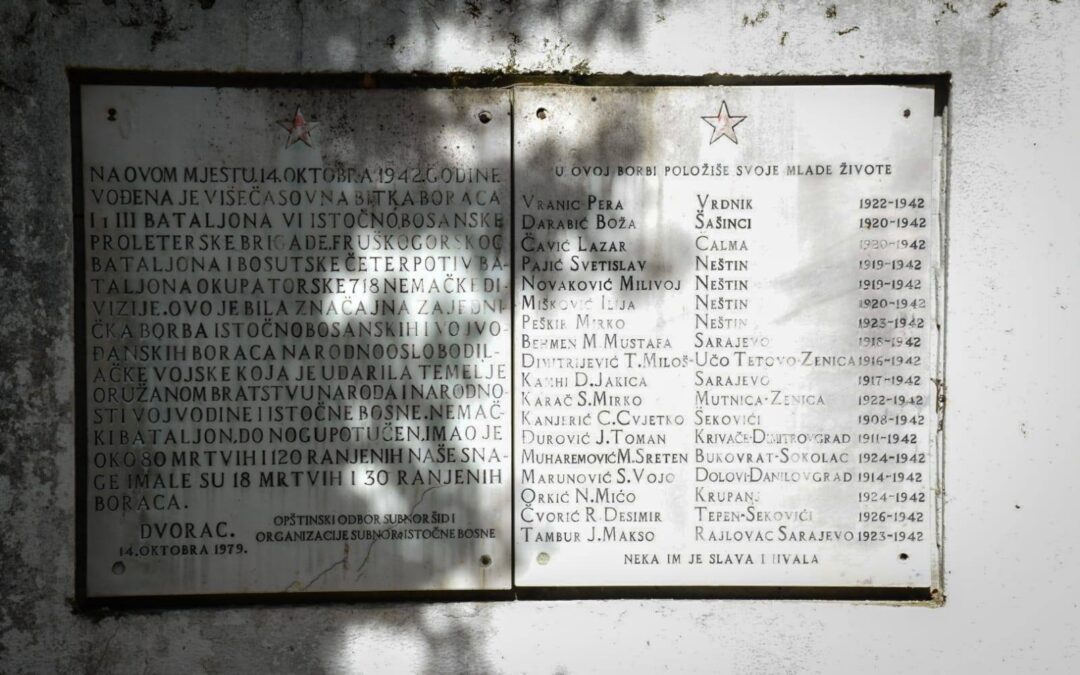 NA OVOM MJESTU,14.OKTOBRA 1942.GODINE
VOĐENA JE VIŠEČASOVNA BITKA BORACA
I I III BATALJONA VI ISTOČNOBOSANSKE
PROLETERSKE BRIGADE,FRUŠKOGORSKOG
BATALJONA I BOSUTSKE ČETE PROTIV BA-
TALJONA OKUPATORSKE 718 NEMAČKE DI-
VIZIJE.OVO JE BILA ZNAČAJNA ZAJEDNI-
ČKA BORBA ISTOČNOBOSANSKIH I VOJVO-
ĐANSKIH BORACA NARODNOOSLOBODIL-
AČKE VOJSKE KOJA JE UDARILA TEMELJE
ORUŽANOM BRATSTVU NARODA I NARODNO-
STI VOJVODINE I ISTOČNE BOSNE. NEMAČ-
KI BATALJON,DO NOGU POTUČEN,IMAO JE
OKO 80 MRTVIH I 120 RANJENIH NAŠE SNA-
GE IMALE SU 18 MRTVIH I 30 RANJENIH
BORACA.
DVORAC.
14.OKTOBRA 1979.
OPŠTINSKI ODBOR SUBNOR ŠID I
ORGANIZACIJE SUBNOR-a ISTOČNE BOSNE
U OVOJ BORBI POLOŽIŠE SVOJE MLADE ŽIVOTE
VRANIĆ PERA VRDNIK 1922-1942
DARABIĆ BOŽA ŠAŠINCI 1920-1942
ČAVIĆ LAZAR ČALMA 1920-1942
PAJIĆ SVETISLAV NEŠTIN 1919-1942
NOVAKOVIĆ MILIVOJ NEŠTIN 1919-1942
MIŠKOVIĆ ILIJA NEŠTIN 1920-1942
PEŠKIR MIRKO NEŠTIN 1923-1942
BEHMEN M.MUSTAFA SARAJEVO 1918-1942
DIMITRIJEVIĆ T.MILOŠ-UČO TETOVO-ZENICA 1916-1942
KAMHI D.JAKICA SARAJEVO 1917-1942
KARAČ S.MIRKO MUTNICA-ZENICA 1922-1942
KANJERIĆ C.CVJETKO ŠEKOVIĆI 1908-1942
ĐUROVIĆ J.TOMAN KRIVAČE-DIMITROVGRAD 1911-1942
MUHAREMOVIĆ M.SRETEN BUKOVRAT-SOKOLAC 1924-1942
MARUNOVIĆ S.VOJO DOLOVI-DANILOVGRAD 1914-1942
ORKIĆ N.MIĆO KRUPANJ 1924-1942
ČVORIĆ R.DESIMIR TEPEN-ŠEKOVIĆI 1926-1942
TAMBUR J.MAKSO RAJLOVAC SARAJEVO 1923-1942
NEKA IM JE SLAVA I HVALA